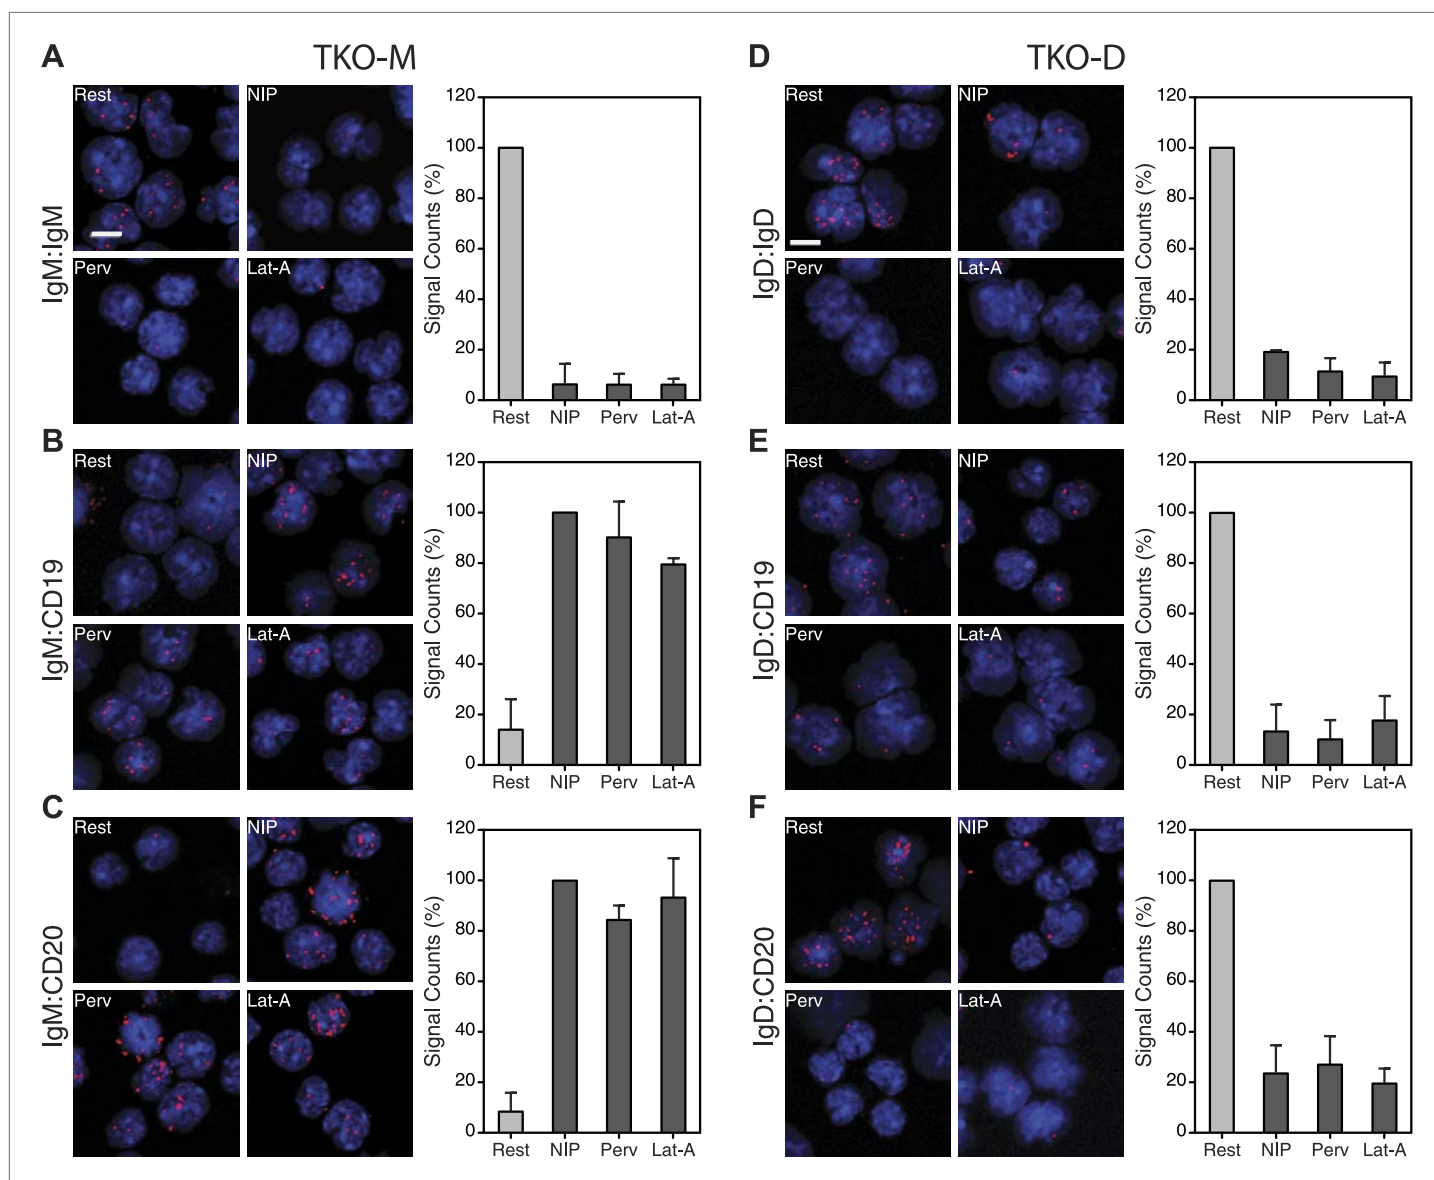 A
TKO-M
IgM:IgM
Rest
NIP
Perv
Lat-A
Signal Counts (%)
120
100
80
60
40
20
0
Rest NIP Perv Lat-A
B
IgM:CD19
Rest
NIP
Perv
Lat-A
Signal Counts (%)
120
100
80
60
40
20
0
Rest NIP Perv Lat-A
C
IgM:CD20
Rest
NIP
Perv
Lat-A
Signal Counts (%)
120
100
80
60
40
20
0
Rest NIP Perv Lat-A
D
TKO-D
IgD:IgD
Rest
NIP
Perv
Lat-A
Signal Counts (%)
120
100
80
60
40
20
0
Rest NIP Perv Lat-A
E
IgD:CD19
Rest
NIP
Perv
Lat-A
Signal Counts (%)
120
100
80
60
40
20
0
Rest NIP Perv Lat-A
F
IgD:CD20
Rest
NIP
Perv
Lat-A
Signal Counts (%)
120
100
80
60
40
20
0
Rest NIP Perv Lat-A